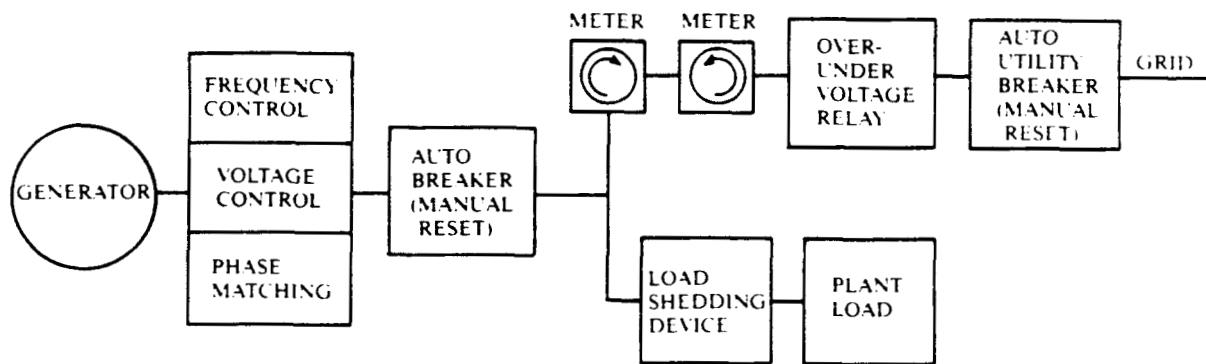 METER
METER
FREQUENCY
CONTROL
VOLTAGE
CONTROL
PHASE
MATCHING
GENERATOR
AUTO
BREAKER
(MANUAL
RESET)
OVER-
UNDER
VOLTAGE
RELAY
AUTO
UTILITY
BREAKER
(MANUAL
RESET)
GRID
LOAD
SHEDDING
DEVICE
PLANT
LOAD